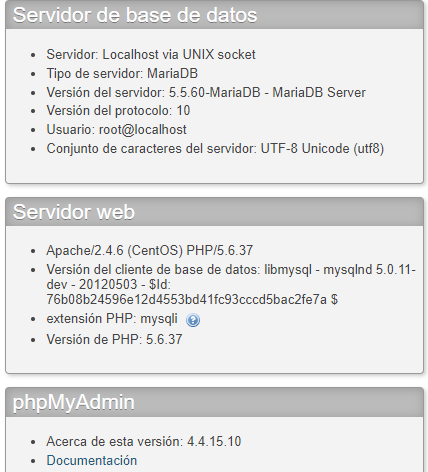 Servidor de base de datos
Servidor: Localhost via UNIX socket
Tipo de servidor: MariaDB
Versión del servidor: 5.5.60-MariaDB - MariaDB Server
Versión del protocolo: 10
Usuario: root@localhost
Conjunto de caracteres del servidor: UTF-8 Unicode (utf8)
Servidor web
Apache/2.4.6 (CentOS) PHP/5.6.37
Versión del cliente de base de datos: libmysql - mysqlnd 5.0.11-
dev - 20120503 - $Id:
76b08b24596e12d4553bd41fc93cccd5bac2fe7a $
extensión PHP: mysqli
Versión de PHP: 5.6.37
phpMyAdmin
Acerca de esta versión: 4.4.15.10
Documentación